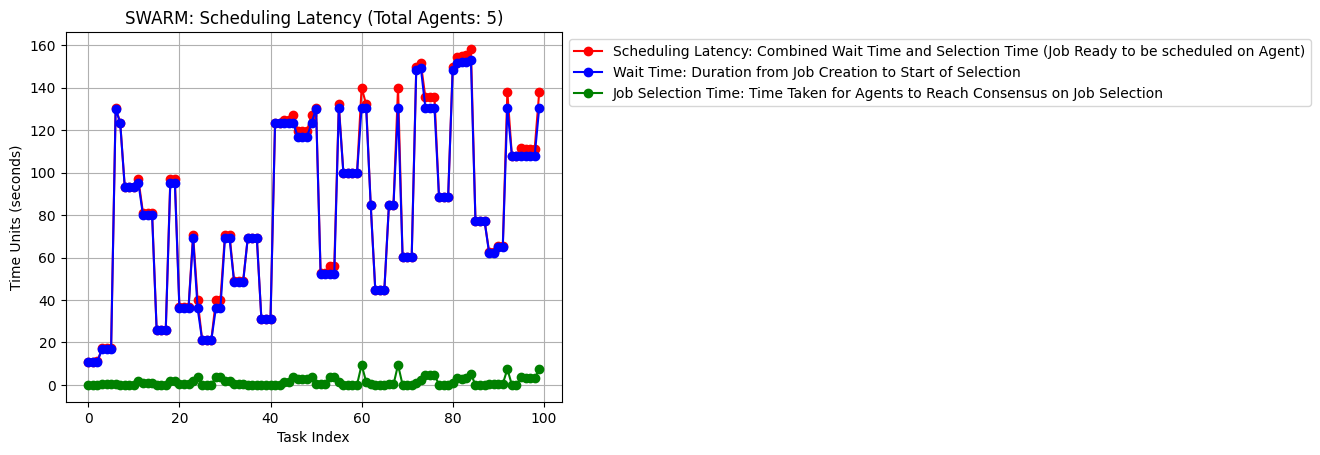 SWARM: Scheduling Latency (Total Agents: 5)
Scheduling Latency: Combined Wait Time and Selection Time (Job Ready to be scheduled on Agent)
Wait Time: Duration from Job Creation to Start of Selection
Job Selection Time: Time Taken for Agents to Reach Consensus on Job Selection
Time Units (seconds)
160
140
120
100
80
60
40
20
0
0 20 40 60 80 100
Task Index